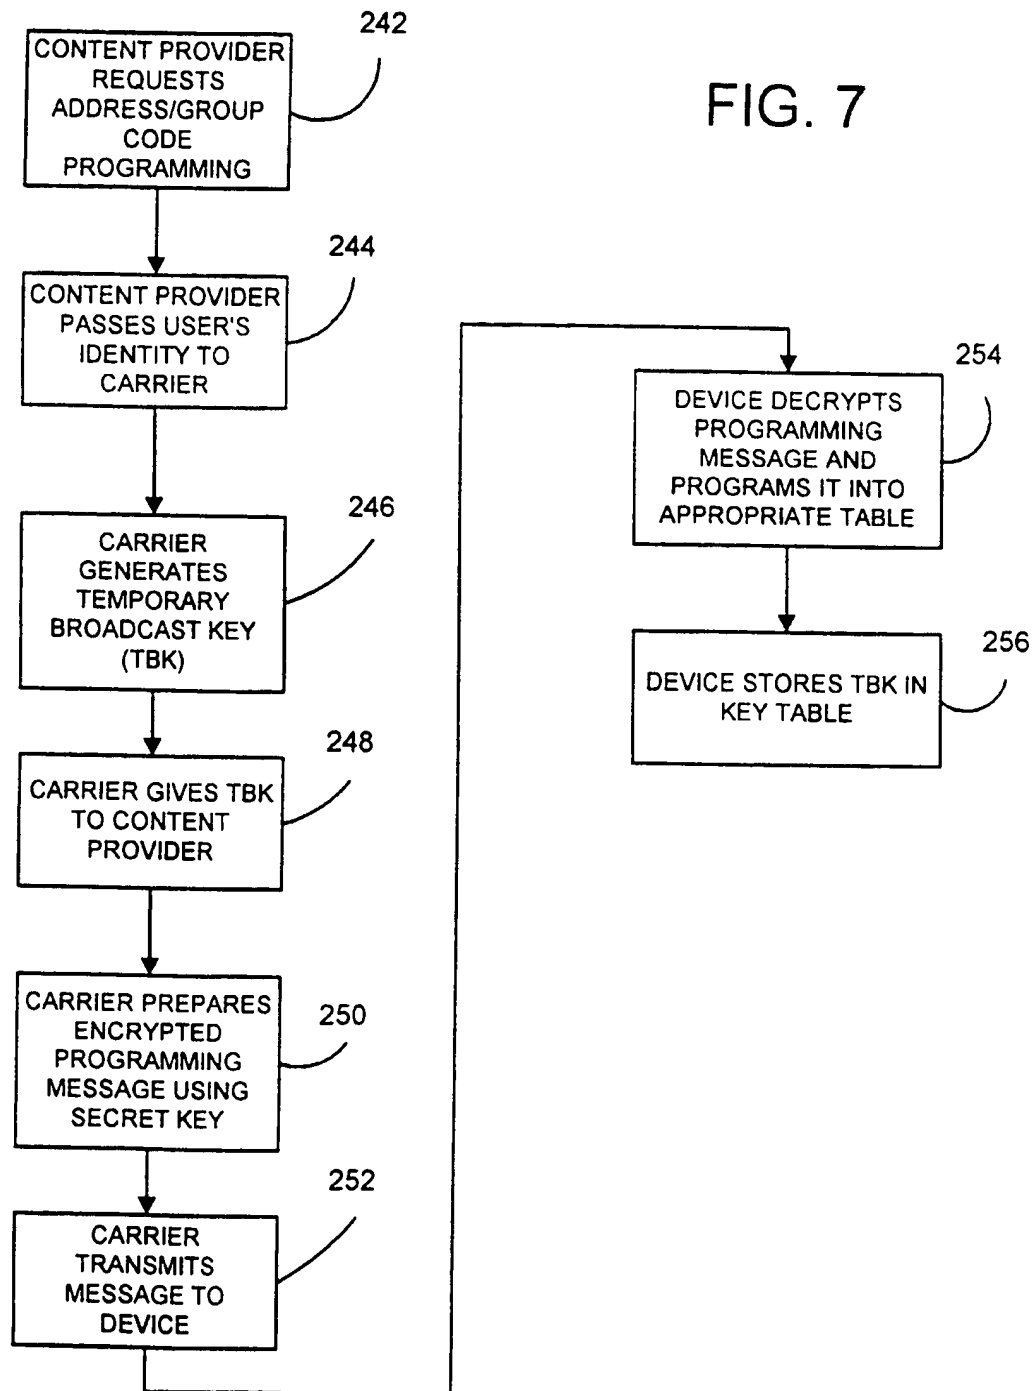 242
CONTENT PROVIDER
REQUESTS
ADDRESS/GROUP
CODE
PROGRAMMING
FIG. 7
244
CONTENT PROVIDER
PASSES USER'S
IDENTITY TO
CARRIER
246
CARRIER
GENERATES
TEMPORARY
BROADCAST KEY
(TBK)
248
CARRIER GIVES TBK
TO CONTENT
PROVIDER
250
CARRIER PREPARES
ENCRYPTED
PROGRAMMING
MESSAGE USING
SECRET KEY
252
CARRIER
TRANSMITS
MESSAGE TO
DEVICE
254
DEVICE DECRYPTS
PROGRAMMING
MESSAGE AND
PROGRAMS IT INTO
APPROPRIATE TABLE
256
DEVICE STORES TBK IN
KEY TABLE